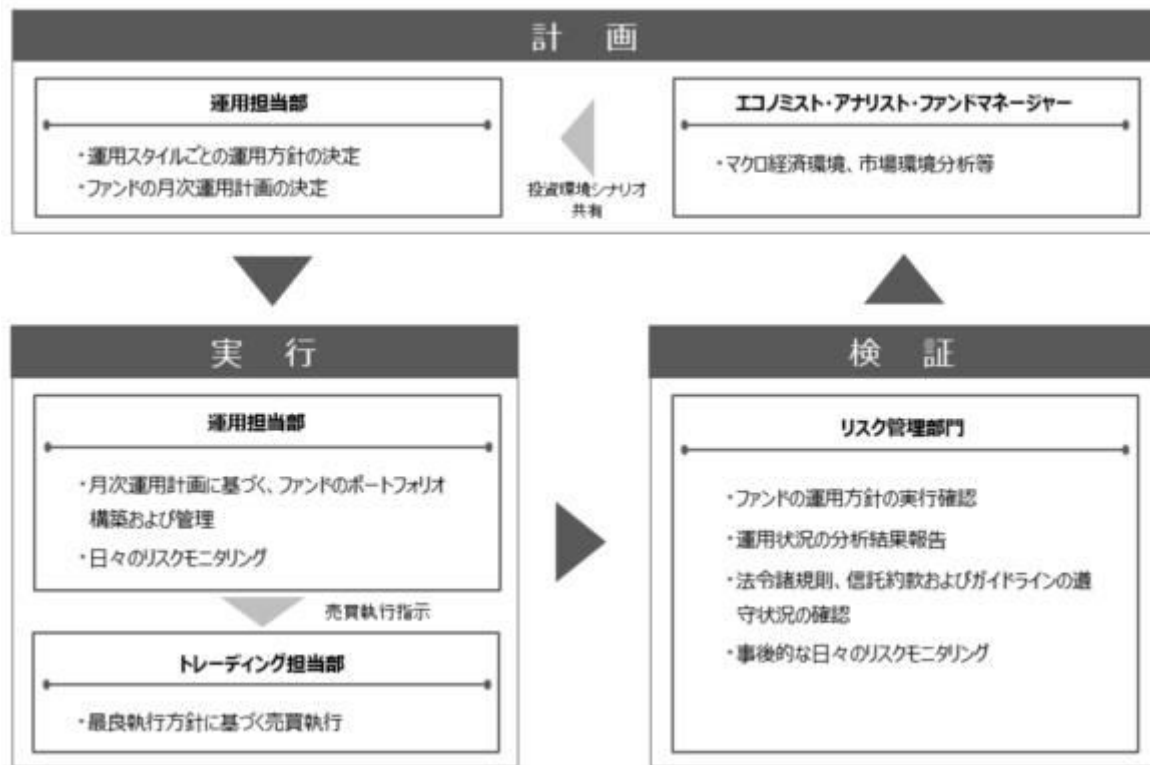 計 画
運用担当部
・運用スタイルごとの運用方針の決定
・ファンドの月次運用計画の決定
投資環境シナリオ
共有
エコノミスト・アナリスト・ファンドマネージャー
・マクロ経済環境、市場環境分析等
実 行
運用担当部
・月次運用計画に基づく、ファンドのポートフォリオ
構築および管理
・日々のリスクモニタリング
売買執行指示
トレーディング担当部
・最良執行方針に基づく売買執行
検 証
リスク管理部門
・ファンドの運用方針の実行確認
・運用状況の分析結果報告
・法令諸規則、信託約款およびガイドラインの遵
守状況の確認
・事後的な日々のリスクモニタリング